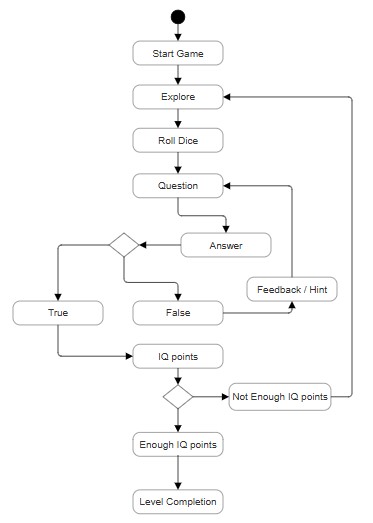 Start Game
Explore
Roll Dice
Question
Answer
Feedback / Hint
True
False
IQ points
Not Enough IQ points
Enough IQ points
Level Completion